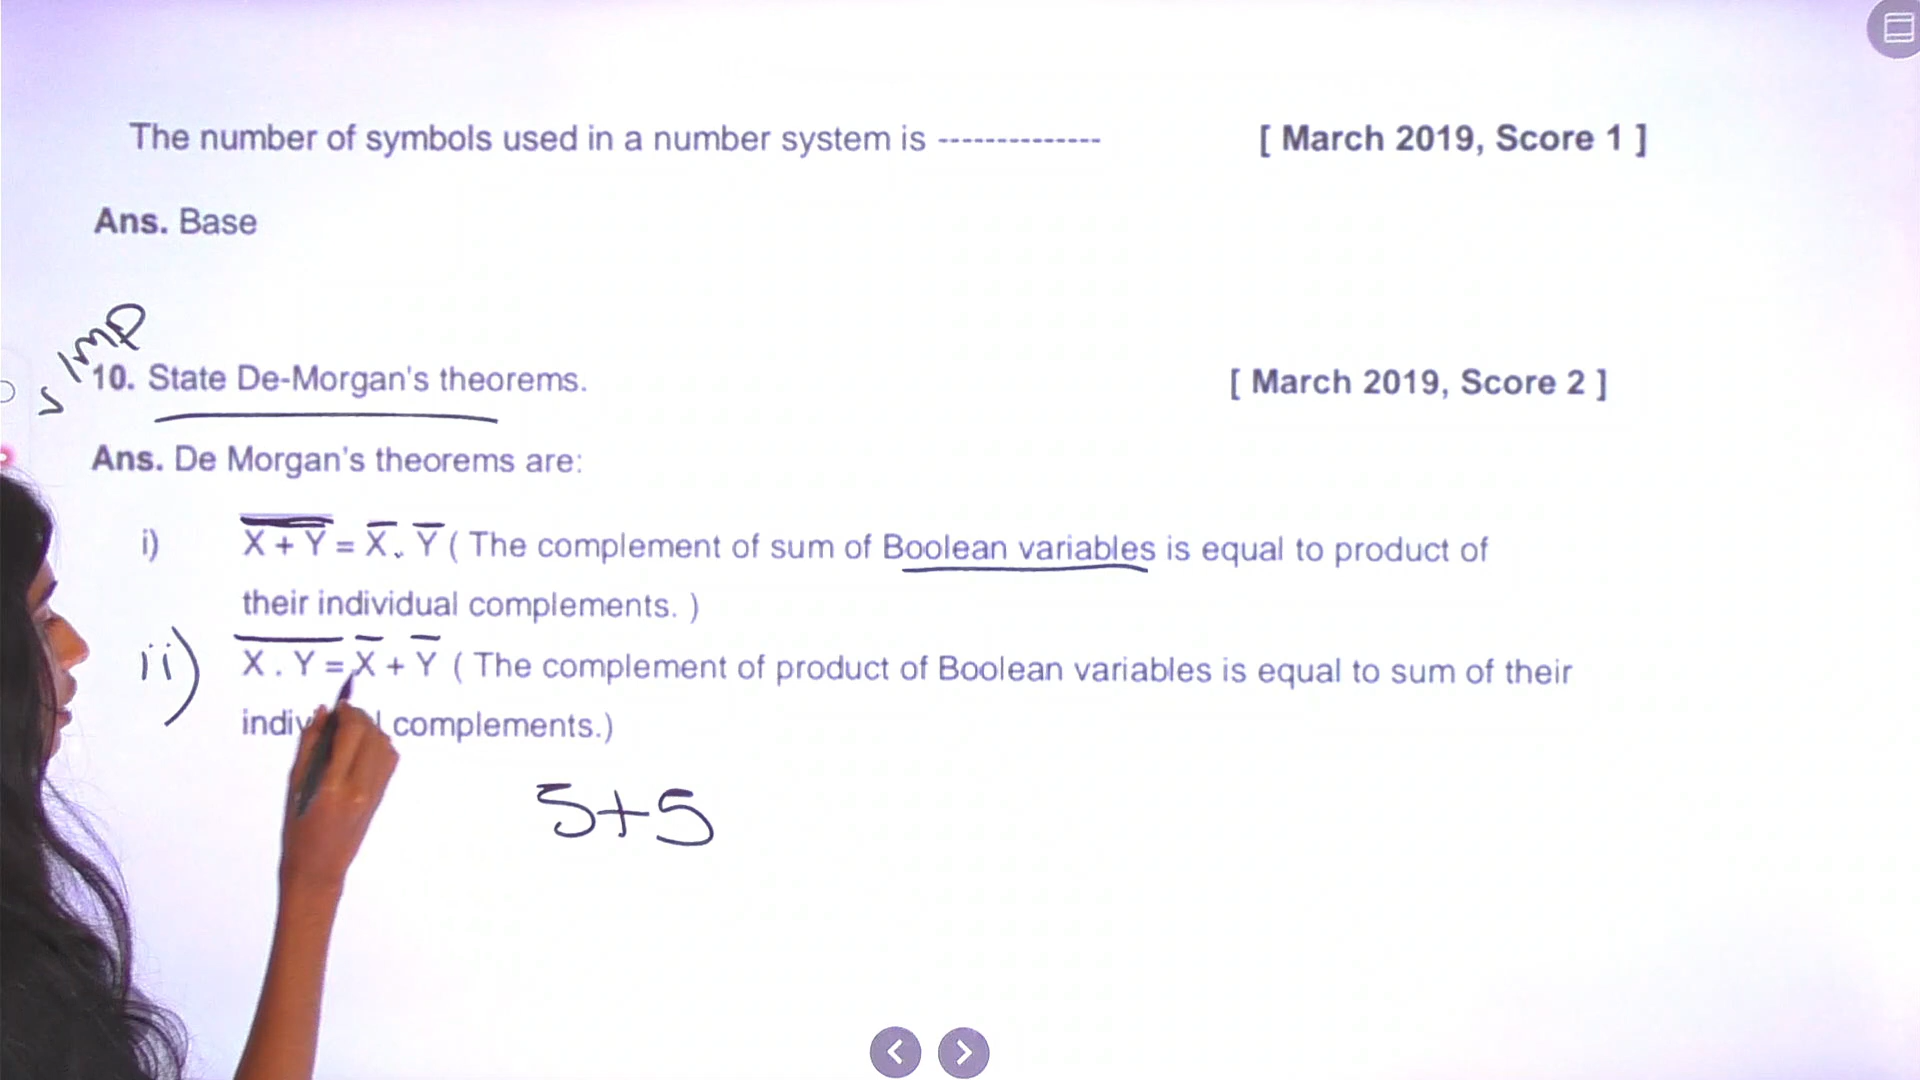 The number of symbols used in a number system is -------------- [ March 2019, Score 1 ]
Ans. Base
IMP
10. State De-Morgan's theorems. [ March 2019, Score 2 ]
Ans. De Morgan's theorems are:
i) X̅ ̅+̅ ̅Y̅ = X̅ . Y̅ ( The complement of sum of Boolean variables is equal to product of
their individual complements. )
ii) X̅ ̅.̅ ̅Y̅ = X̅ + Y̅ ( The complement of product of Boolean variables is equal to sum of their
complements.)
5+5